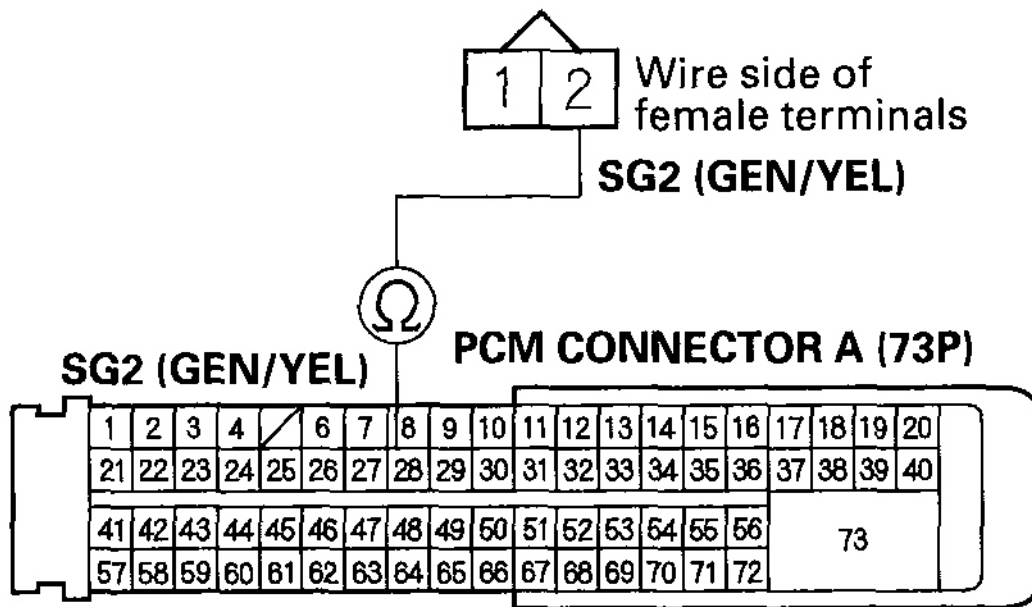 1 2
Wire side of
female terminals
SG2 (GEN/YEL)
Ω
SG2 (GEN/YEL)
PCM CONNECTOR A (73P)
1 2 3 4 6 7 8 9 10 11 12 13 14 15 16 17 18 19 20
21 22 23 24 25 26 27 28 29 30 31 32 33 34 35 36 37 38 39 40
41 42 43 44 45 46 47 48 49 50 51 52 53 54 55 56 73
57 58 59 60 61 62 63 64 65 66 67 68 69 70 71 72